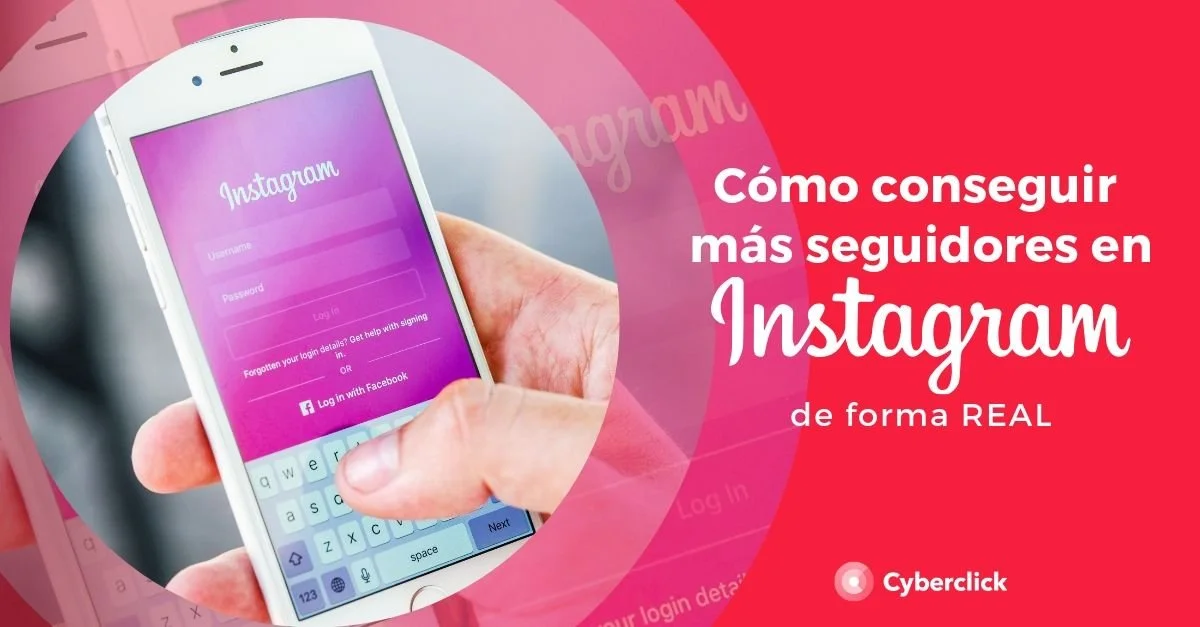 Instagram
Username
Password
Log In
Forgotten your login details? Get help with signing
in.
OR
Log in with Facebook
q w e r
a s d
z x c v
123 space Next
agram
Cómo conseguir
más seguidores en
Instagram
de forma REAL
Log In
your login deta
Cyberclick